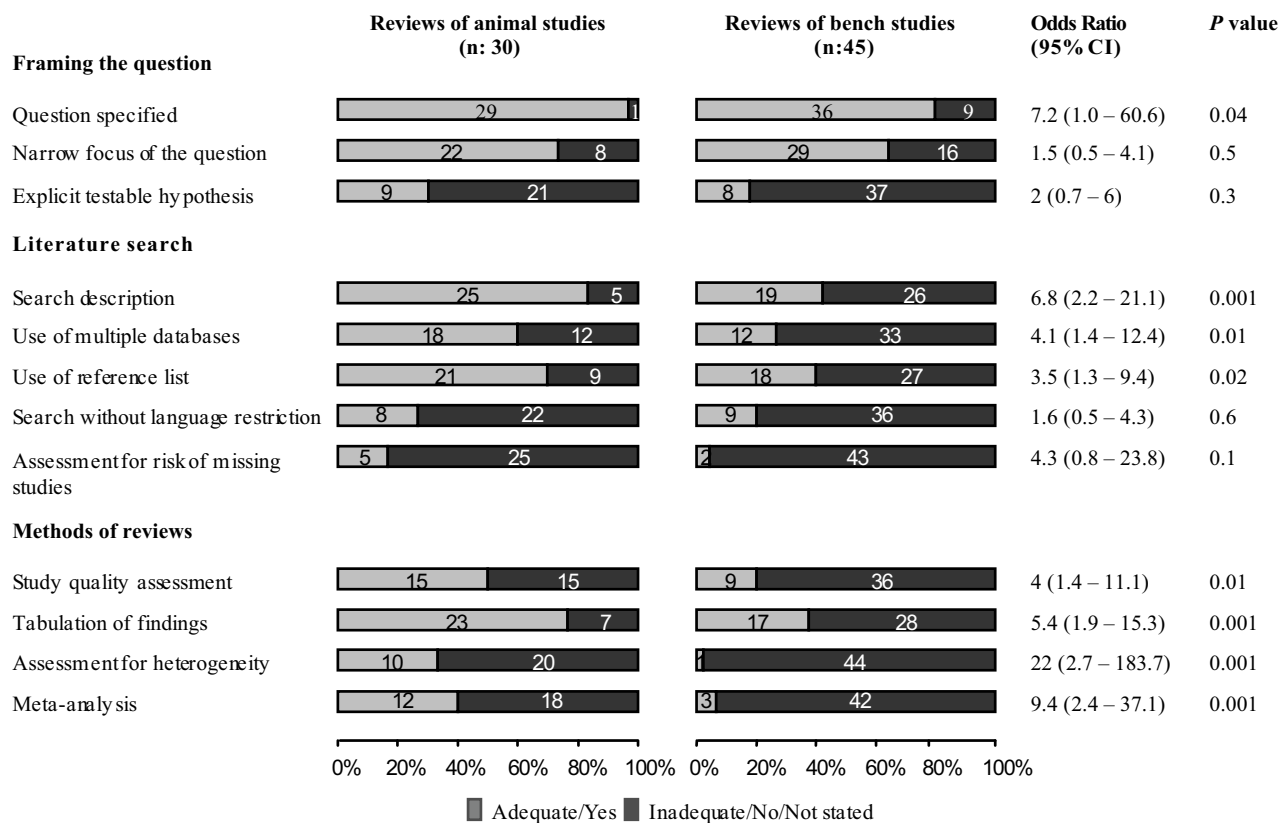 Reviews of animal studies (n: 30) Reviews of bench studies (n:45) Odds Ratio (95% CI) P value
Framing the question
Question specified 29 1 36 9 7.2 (1.0 – 60.6) 0.04
Narrow focus of the question 22 8 29 16 1.5 (0.5 – 4.1) 0.5
Explicit testable hypothesis 9 21 8 37 2 (0.7 – 6) 0.3
Literature search
Search description 25 5 19 26 6.8 (2.2 – 21.1) 0.001
Use of multiple databases 18 12 12 33 4.1 (1.4 – 12.4) 0.01
Use of reference list 21 9 18 27 3.5 (1.3 – 9.4) 0.02
Search without language restriction 8 22 9 36 1.6 (0.5 – 4.3) 0.6
Assessment for risk of missing studies 5 25 2 43 4.3 (0.8 – 23.8) 0.1
Methods of reviews
Study quality assessment 15 15 9 36 4 (1.4 – 11.1) 0.01
Tabulation of findings 23 7 17 28 5.4 (1.9 – 15.3) 0.001
Assessment for heterogeneity 10 20 1 44 22 (2.7 – 183.7) 0.001
Meta-analysis 12 18 3 42 9.4 (2.4 – 37.1) 0.001
0% 20% 40% 60% 80% 100% 0% 20% 40% 60% 80% 100%
Adequate/Yes Inadequate/No/Not stated